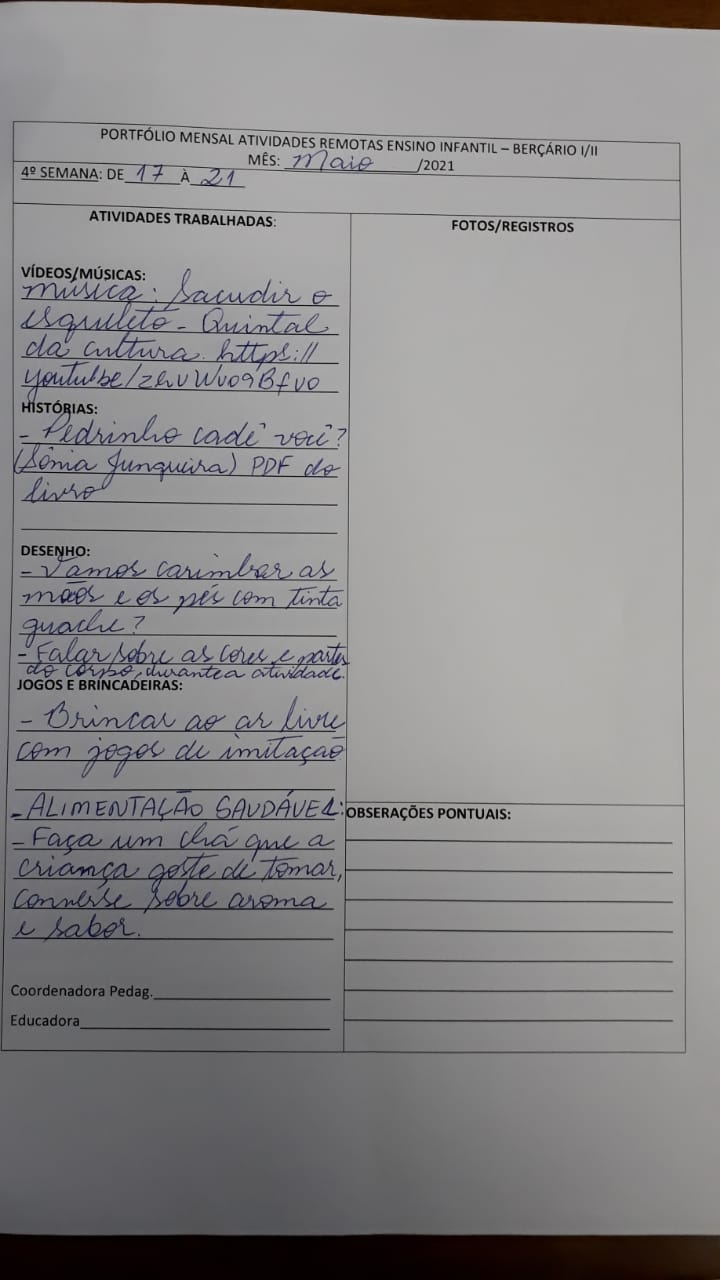 PORTFÓLIO MENSAL ATIVIDADES REMOTAS ENSINO INFANTIL – BERÇÁRIO I/II
MÊS: Maio /2021
4º SEMANA: DE 17 À 21
ATIVIDADES TRABALHADAS:
VÍDEOS/MÚSICAS:
música: Sacudir o
esqueleto - Quintal
da cultura. https://
youtu.be/zhvWvo9Bfvo
HISTÓRIAS:
- Pedrinho cadê você?
(Sônia Junqueira) PDF do
livro
DESENHO:
- Vamos carimbar as
mãos e os pés com tinta
guache?
- Falar sobre as cores e partes
do corpo, durante a atividade.
JOGOS E BRINCADEIRAS:
- Brincar ao ar livre
com jogos de imitação
- ALIMENTAÇÃO SAUDÁVEL:
- Faça um chá que a
criança goste de tomar,
converse sobre aroma
e sabor.
Coordenadora Pedag.
Educadora
FOTOS/REGISTROS
OBSERAÇÕES PONTUAIS: